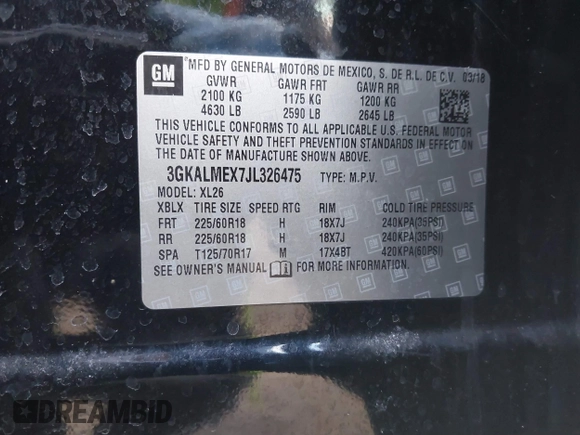 GM
*MFD BY GENERAL MOTORS DE MEXICO, S. DE R.L. DE C.V. 03/18
GVWR GAWR FRT GAWR RR
2100 KG 1175 KG 1200 KG
4630 LB 2590 LB 2645 LB
THIS VEHICLE CONFORMS TO ALL APPLICABLE U.S. FEDERAL MOTOR
VEHICLE SAFETY AND THEFT PREVENTION STANDARDS IN EFFECT ON
THE DATE OF MANUFACTURE SHOWN ABOVE.
3GKALMEX7JL326475 TYPE: M.P.V.
MODEL: XL26
XBLX TIRE SIZE SPEED RTG RIM COLD TIRE PRESSURE
FRT 225/60R18 H 18X7J 240KPA(35PSI)
RR 225/60R18 H 18X7J 240KPA(35PSI)
SPA T125/70R17 M 17X4BT 420KPA(60PSI)
SEE OWNER'S MANUAL FOR MORE INFORMATION.
DREAMBID